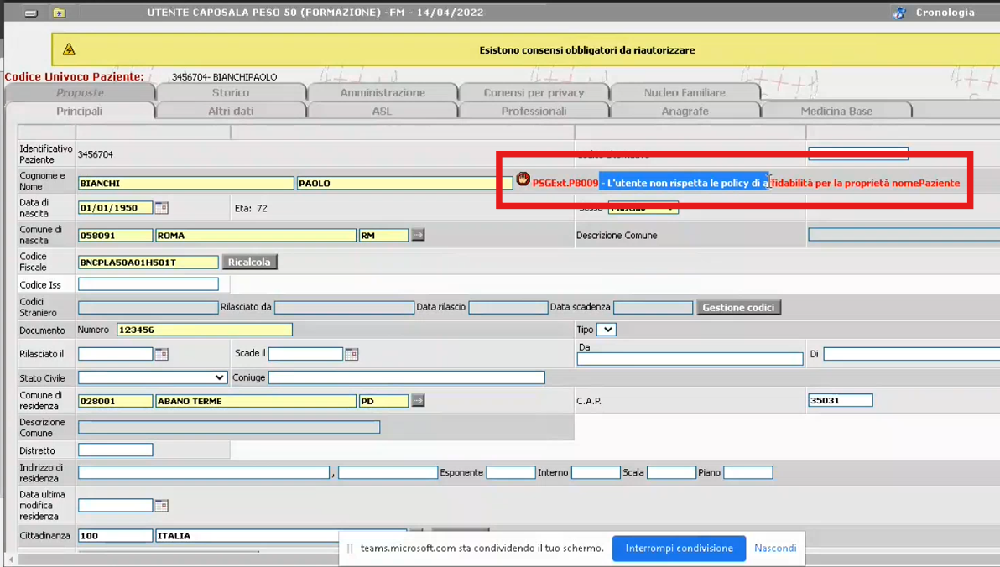 UTENTE CAPOSALA PESO 50 (FORMAZIONE) -FM - 14/04/2022
Cronologia
Esistono consensi obbligatori da riautorizzare
Codice Univoco Paziente: 3456704- BIANCHIPAOLO
Proposte Storico Amministrazione Conensi per privacy Nucleo Familiare
Principali Altri dati ASL Professionali Anagrafe Medicina Base
Identificativo Paziente 3456704
Cognome e Nome BIANCHI PAOLO PSGExt.PB009 - L'utente non rispetta le policy di affidabilità per la proprietà nomePaziente
Data di nascita 01/01/1950 Eta: 72
Comune di nascita 058091 ROMA RM Descrizione Comune
Codice Fiscale BNCPLA50A01H501T Ricalcola
Codice Iss
Codici Straniero Rilasciato da Data rilascio Data scadenza Gestione codici
Documento Numero 123456 Tipo
Rilasciato il Scade il Da Di
Stato Civile Coniuge
Comune di residenza 028001 ABANO TERME PD C.A.P. 35031
Descrizione Comune
Distretto
Indirizzo di residenza , Esponente Interno Scala Piano
Data ultima modifica residenza
Cittadinanza 100 ITALIA
teams.microsoft.com sta condividendo il tuo schermo. Interrompi condivisione Nascondi